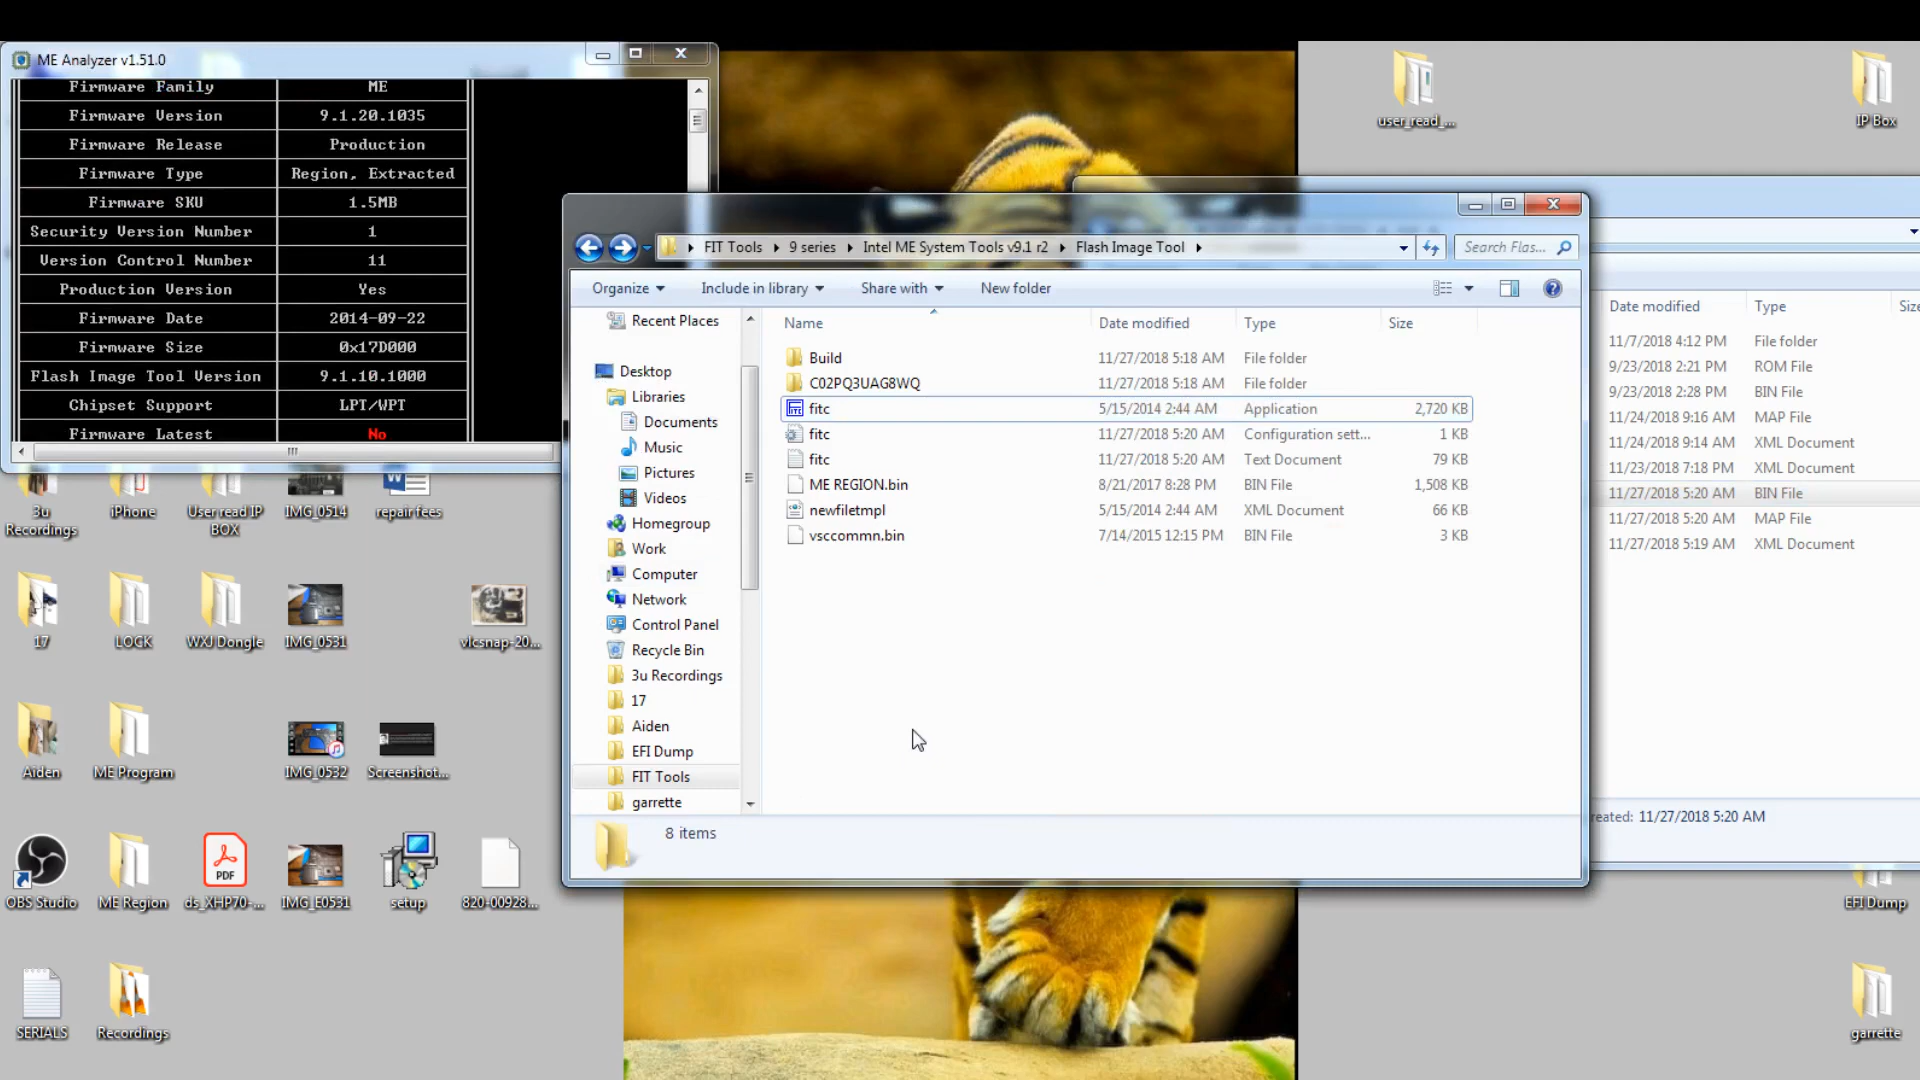 ME Analyzer v1.51.0
Firmware Family ME
Firmware Version 9.1.20.1035
Firmware Release Production
Firmware Type Region, Extracted
Firmware SKU 1.5MB
Security Version Number 1
Version Control Number 11
Production Version Yes
Firmware Date 2014-09-22
Firmware Size 0x17D000
Flash Image Tool Version 9.1.10.1000
Chipset Support LPT/WPT
Firmware Latest No
user_read_...
IP Box
FIT Tools 9 series Intel ME System Tools v9.1 r2 Flash Image Tool
Search Flas...
Organize Include in library Share with New folder
Recent Places
Desktop
Libraries
Documents
Music
Pictures
Videos
Homegroup
Work
Computer
Network
Control Panel
Recycle Bin
3u Recordings
17
Aiden
EFI Dump
FIT Tools
garrette
Name Date modified Type Size
Build 11/27/2018 5:18 AM File folder
C02PQ3UAG8WQ 11/27/2018 5:18 AM File folder
fitc 5/15/2014 2:44 AM Application 2,720 KB
fitc 11/27/2018 5:20 AM Configuration sett... 1 KB
fitc 11/27/2018 5:20 AM Text Document 79 KB
ME REGION.bin 8/21/2017 8:28 PM BIN File 1,508 KB
newfiletmpl 5/15/2014 2:44 AM XML Document 66 KB
vsccommn.bin 7/14/2015 12:15 PM BIN File 3 KB
8 items
Date modified Type Size
11/7/2018 4:12 PM File folder
9/23/2018 2:21 PM ROM File
9/23/2018 2:28 PM BIN File
11/24/2018 9:16 AM MAP File
11/24/2018 9:14 AM XML Document
11/23/2018 7:18 PM XML Document
11/27/2018 5:20 AM BIN File
11/27/2018 5:20 AM MAP File
11/27/2018 5:19 AM XML Document
reated: 11/27/2018 5:20 AM
3u Recordings
iPhone
User read IP BOX
IMG_0514
repair fees
17
LOCK
WXJ Dongle
IMG_0531
vlcsnap-20...
Aiden
ME Program
IMG_0532
Screenshot...
OBS Studio
ME Region
PDF
ds_XHP70-...
IMG_E0531
setup
820-00928...
EFI Dump
SERIALS
Recordings
garrette